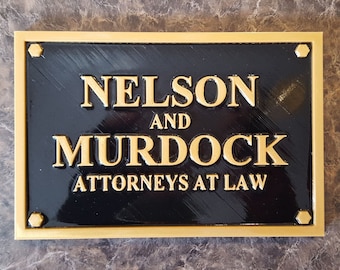 NELSON
AND
MURDOCK
ATTORNEYS AT LAW